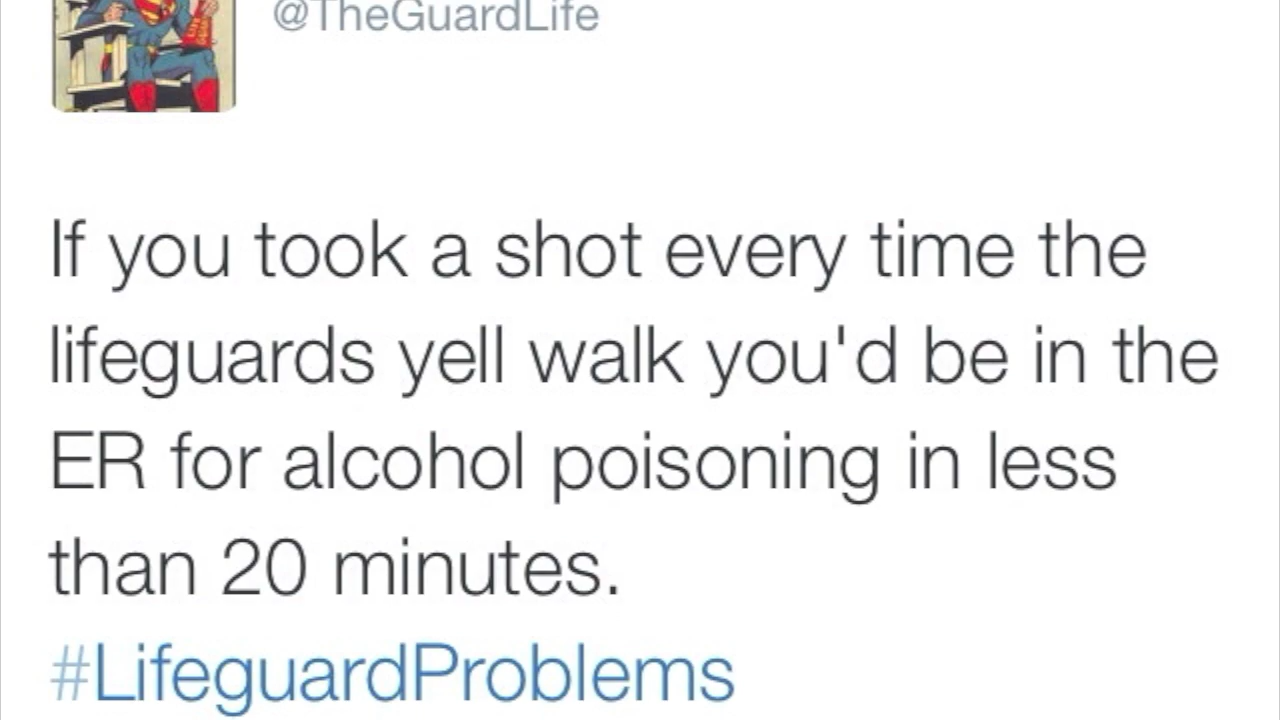 @TheGuardLife
If you took a shot every time the
lifeguards yell walk you'd be in the
ER for alcohol poisoning in less
than 20 minutes.
#LifeguardProblems